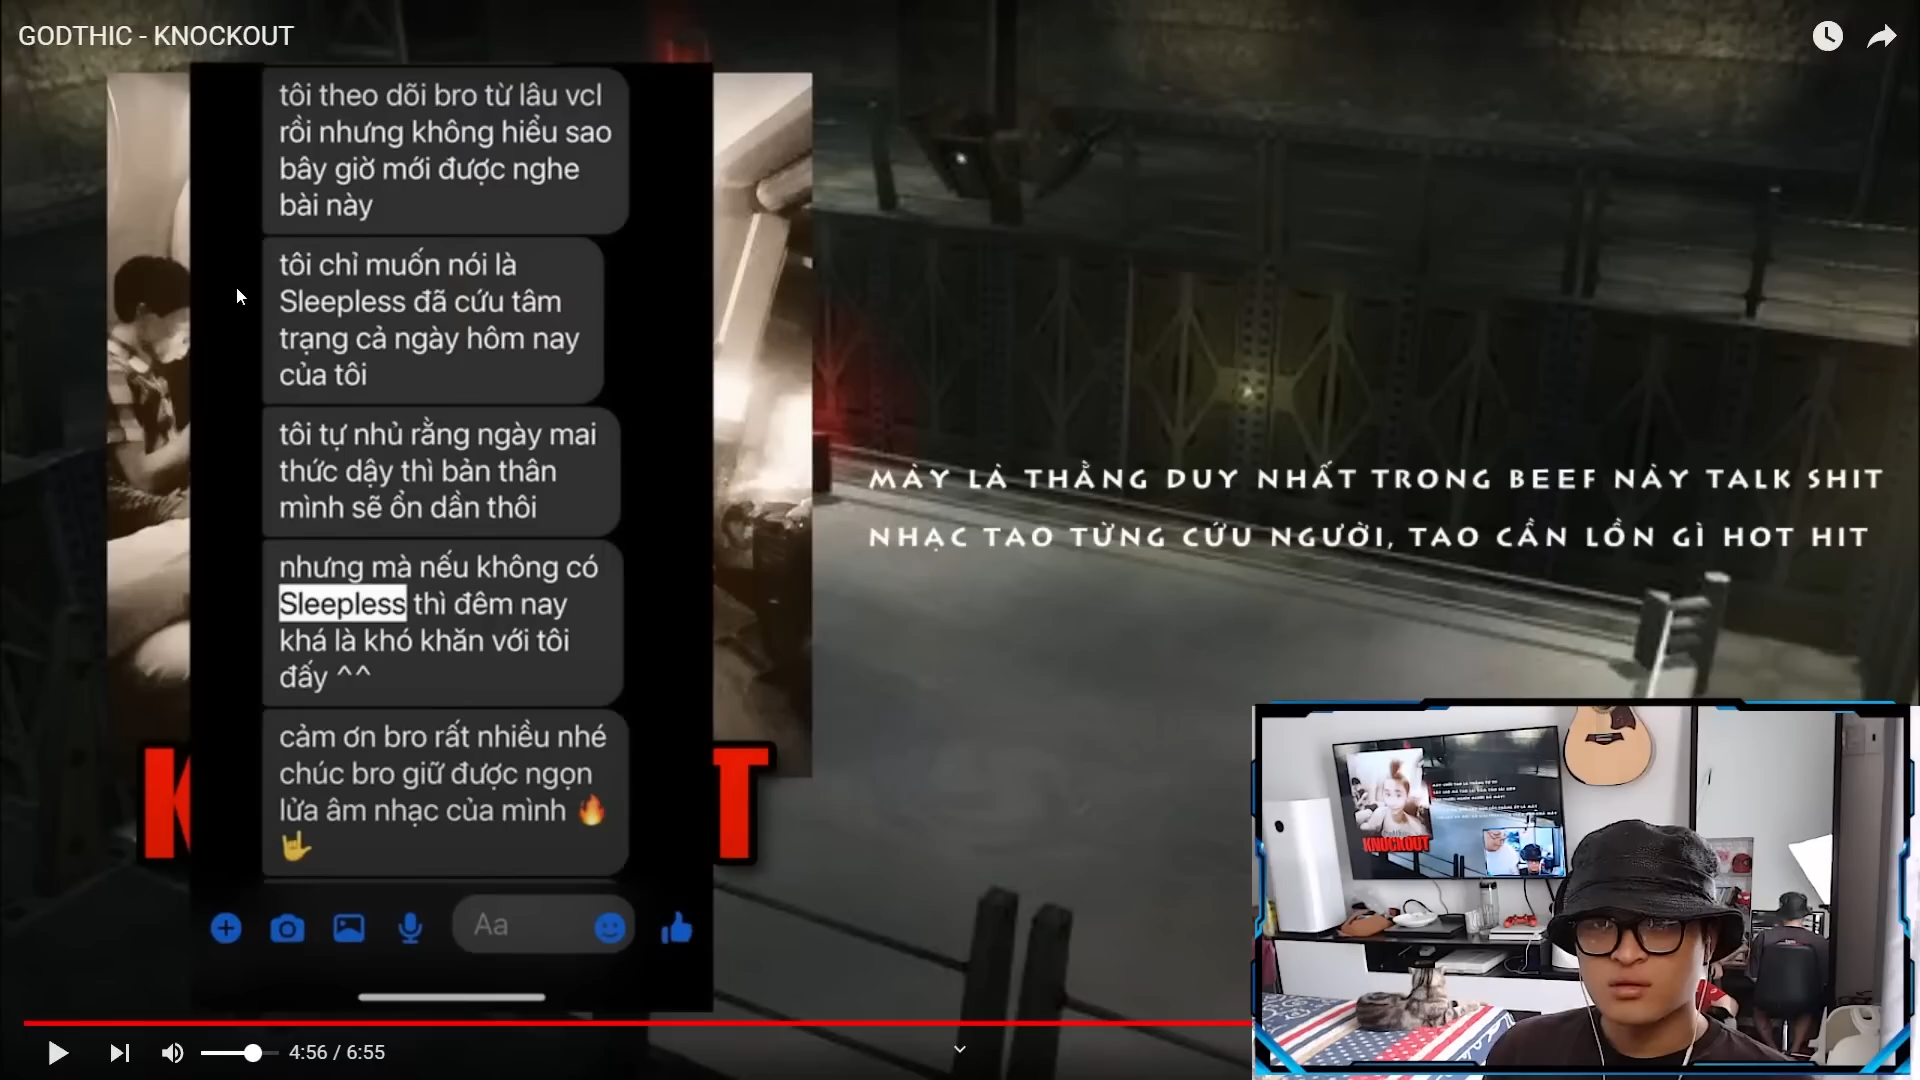 GODTHIC - KNOCKOUT
tôi theo dõi bro từ lâu vcl
rồi nhưng không hiểu sao
bây giờ mới được nghe
bài này
tôi chỉ muốn nói là
Sleepless đã cứu tâm
trạng cả ngày hôm nay
của tôi
tôi tự nhủ rằng ngày mai
thức dậy thì bản thân
mình sẽ ổn dần thôi
nhưng mà nếu không có
Sleepless thì đêm nay
khá là khó khăn với tôi
đấy ^^
cảm ơn bro rất nhiều nhé
chúc bro giữ được ngọn
lửa âm nhạc của mình 🔥
🤟
Aa
MÀY LÀ THẰNG DUY NHẤT TRONG BEEF NÀY TALK SHIT
NHẠC TAO TỪNG CỨU NGƯỜI, TAO CẦN LỒN GÌ HOT HIT
KNOCKOUT
4:56 / 6:55